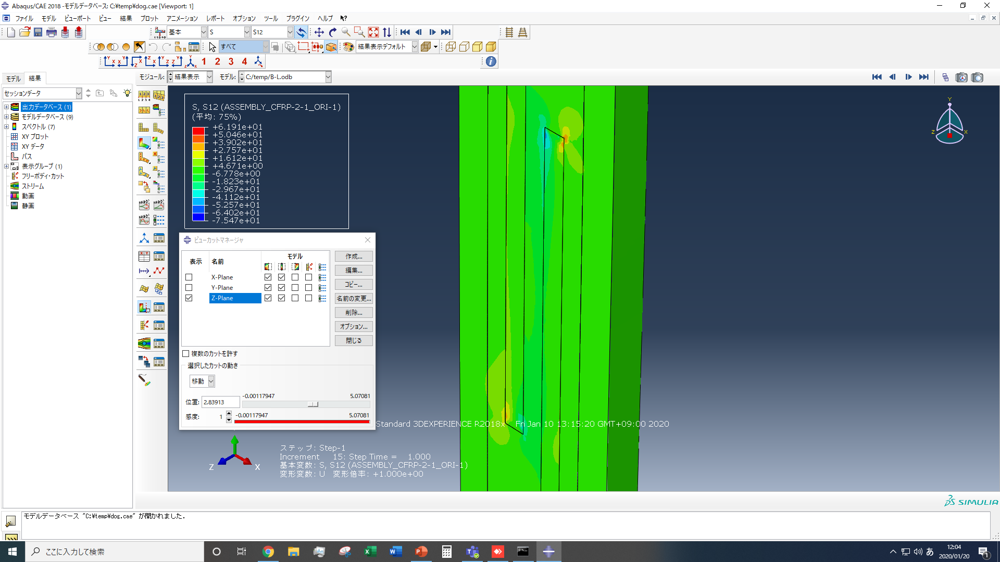 Abaqus/CAE 2018 -モデルデータベース: C:¥temp¥dog.cae [Viewport: 1]
ファイル モデル ビューポート ビュー 結果 プロット アニメーション レポート オプション ツール プラグイン ヘルプ
基本 S S12
すべて 結果表示デフォルト
1 2 3 4
モデル 結果
モジュール: 結果表示 モデル: C:/temp/B-L.odb
セッションデータ
出力データベース (1)
モデルデータベース (9)
スペクトル (7)
XY プロット
XY データ
パス
表示グループ (1)
フリーボディ・カット
ストリーム
動画
静画
S, S12 (ASSEMBLY_CFRP-2-1_ORI-1)
(平均: 75%)
+6.191e+01
+5.046e+01
+3.902e+01
+2.757e+01
+1.612e+01
+4.671e+00
-6.778e+00
-1.823e+01
-2.967e+01
-4.112e+01
-5.257e+01
-6.402e+01
-7.547e+01
Y
Z X
ビューカットマネージャ
表示 名前 モデル
X-Plane
Y-Plane
Z-Plane
作成...
編集...
コピー...
名前の変更...
削除...
オプション...
閉じる
複数のカットを許す
選択したカットの動き
移動
-0.00117947 5.07081
位置: 2.83913
感度: 1 -0.00117947 5.07081
Standard 3DEXPERIENCE R2018x Fri Jan 10 13:15:20 GMT+09:00 2020
Z X
ステップ: Step-1
Increment 15: Step Time = 1.000
基本変数: S, S12 (ASSEMBLY_CFRP-2-1_ORI-1)
変形変数: U 変形倍率: +1.000e+00
SIMULIA
モデルデータベース "C:¥temp¥dog.cae" が開かれました.
ここに入力して検索
あ
12:04
2020/01/20
1